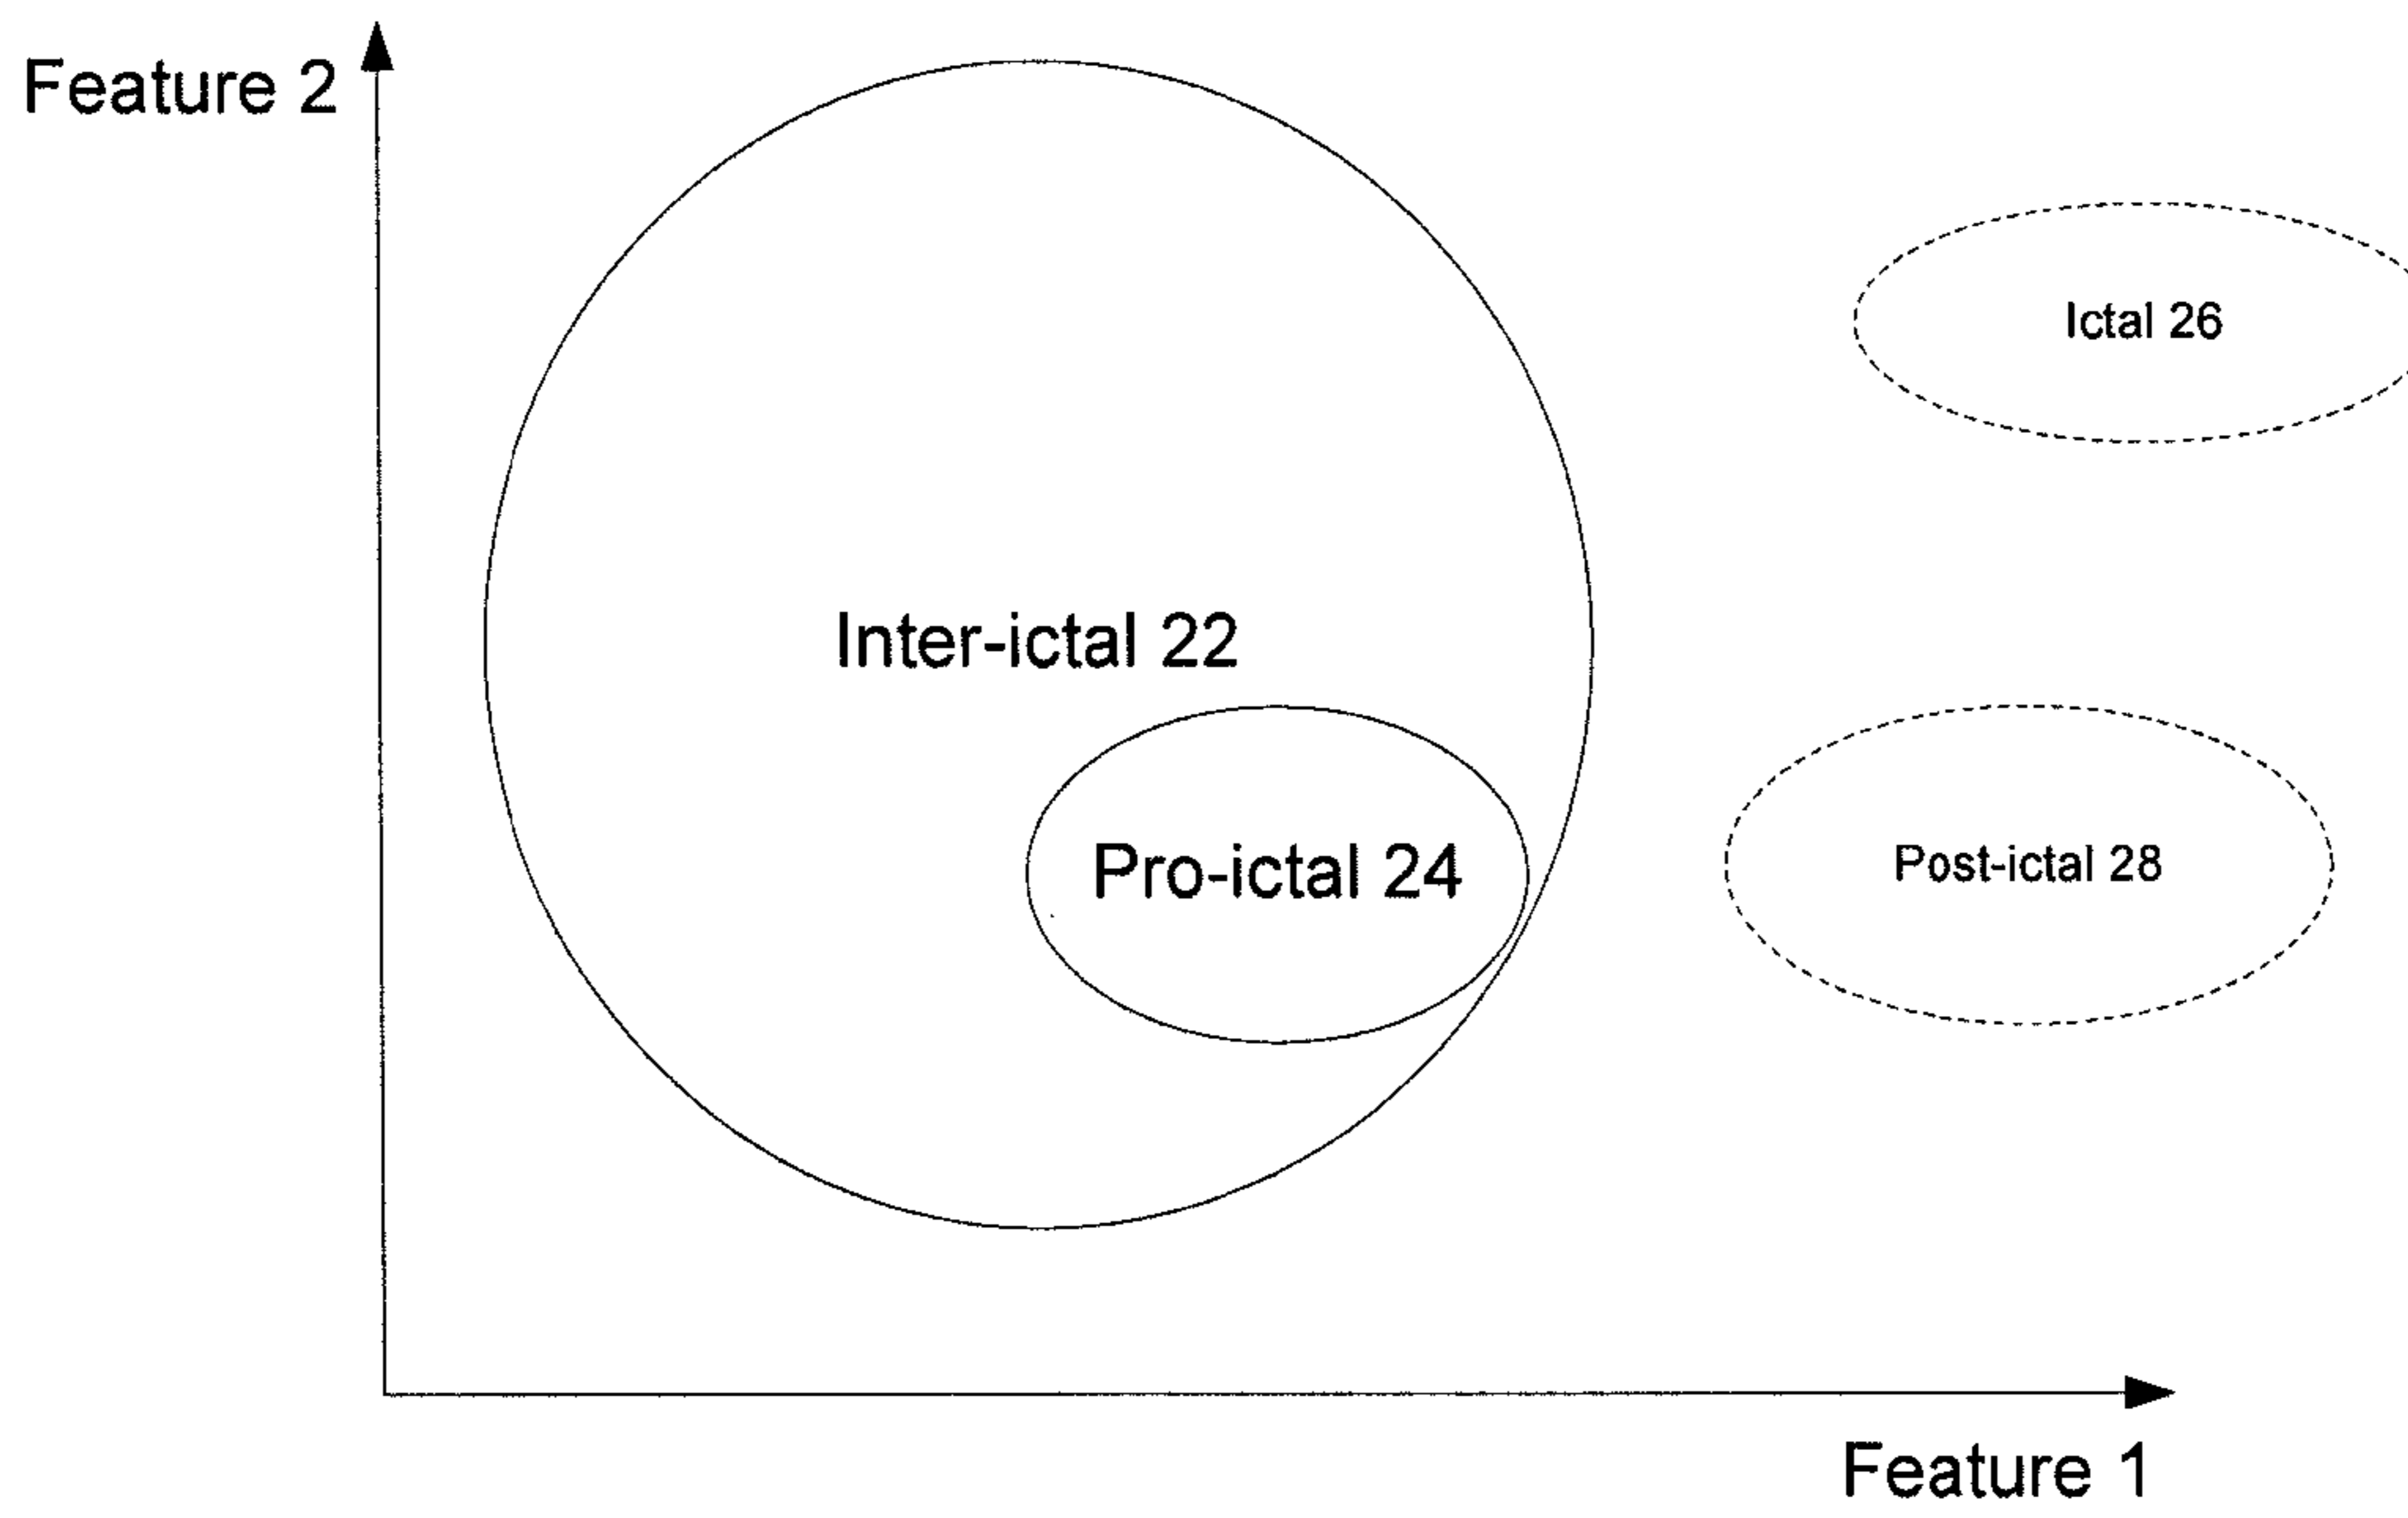 Feature 2
Ictal 26
Inter-ictal 22
Pro-ictal 24
Post-ictal 28
Feature 1